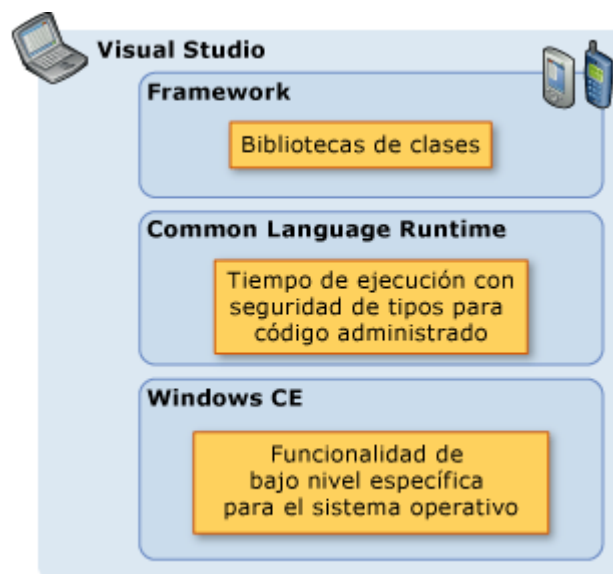 Visual Studio
Framework
Bibliotecas de clases
Common Language Runtime
Tiempo de ejecución con
seguridad de tipos para
código administrado
Windows CE
Funcionalidad de
bajo nivel específica
para el sistema operativo